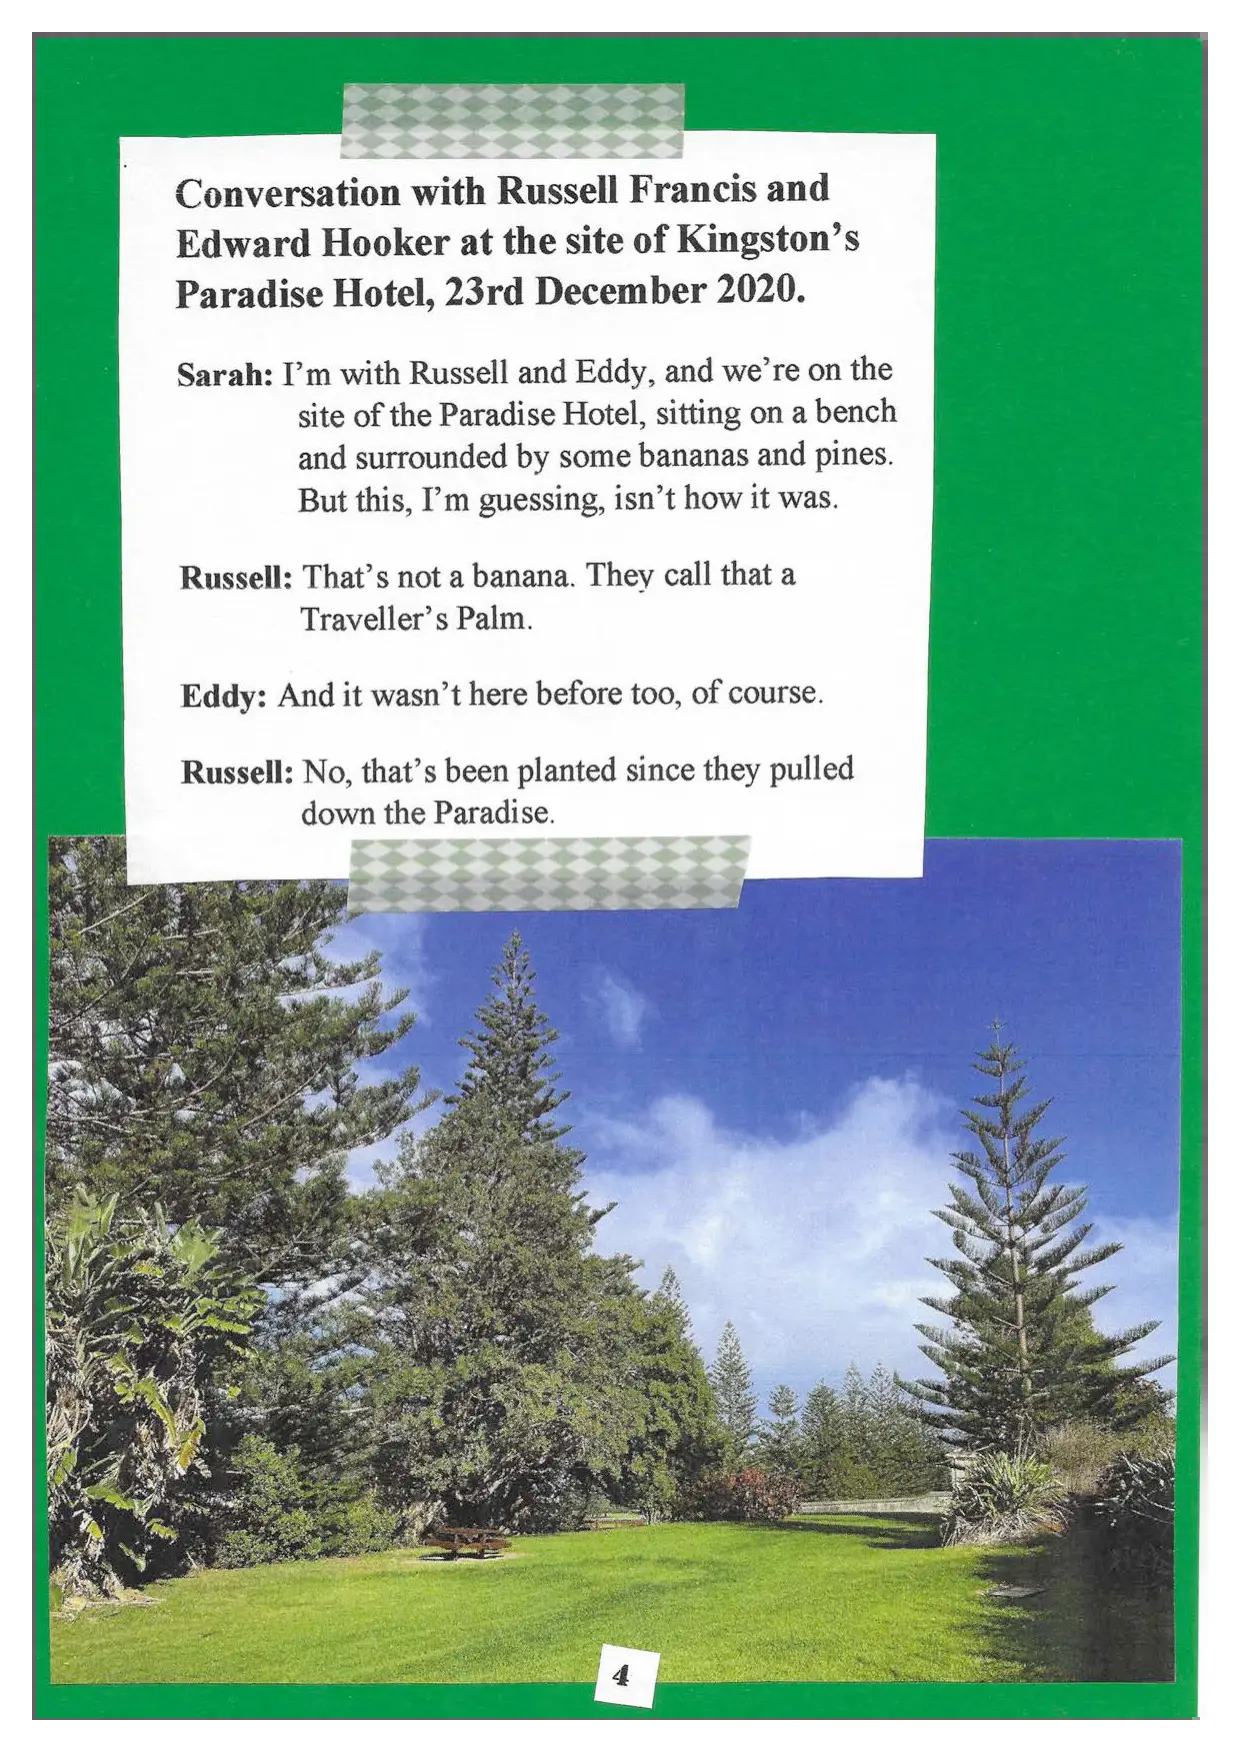 Conversation with Russell Francis and
Edward Hooker at the site of Kingston's
Paradise Hotel, 23rd December 2020.
Sarah: I'm with Russell and Eddy, and we're on the
site of the Paradise Hotel, sitting on a bench
and surrounded by some bananas and pines.
But this, I'm guessing, isn't how it was.
Russell: That's not a banana. They call that a
Traveller's Palm.
Eddy: And it wasn't here before too, of course.
Russell: No, that's been planted since they pulled
down the Paradise.
4